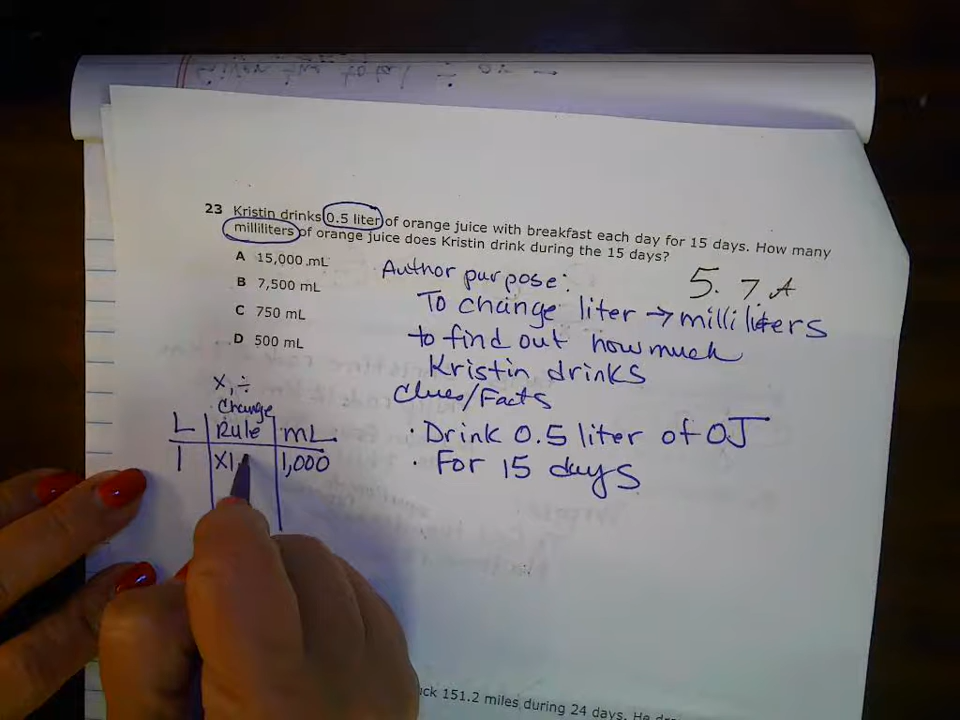 23 Kristin drinks 0.5 liter of orange juice with breakfast each day for 15 days. How many
milliliters of orange juice does Kristin drink during the 15 days?
A 15,000 mL
B 7,500 mL
C 750 mL
D 500 mL
Author purpose:
5.7A
To change liter → milliliters
to find out how much
Kristin drinks
Clues/Facts
· Drink 0.5 liter of OJ
· For 15 days
x, ÷
Change
L Rule mL
1 x1, 1,000
151.2 miles during 24 days. He